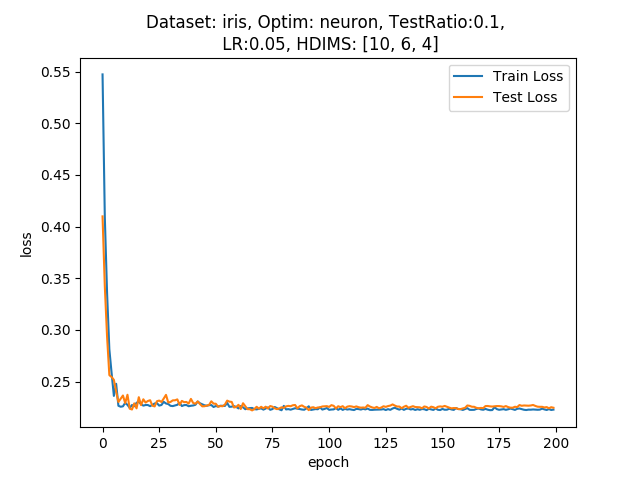 Dataset: iris, Optim: neuron, TestRatio:0.1,
LR:0.05, HDIMS: [10, 6, 4]
Train Loss
Test Loss
0.55
0.50
0.45
0.40
0.35
0.30
0.25
loss
0 25 50 75 100 125 150 175 200
epoch